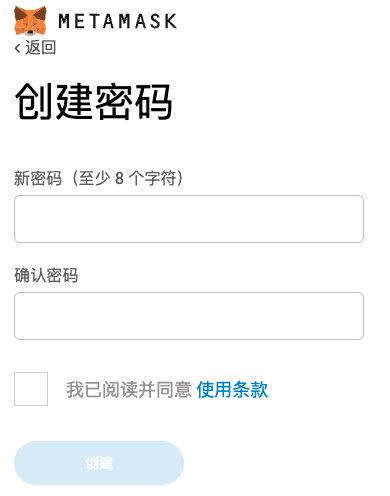 METAMASK
< 返回
创建密码
新密码（至少 8 个字符）
确认密码
我已阅读并同意 使用条款
创建